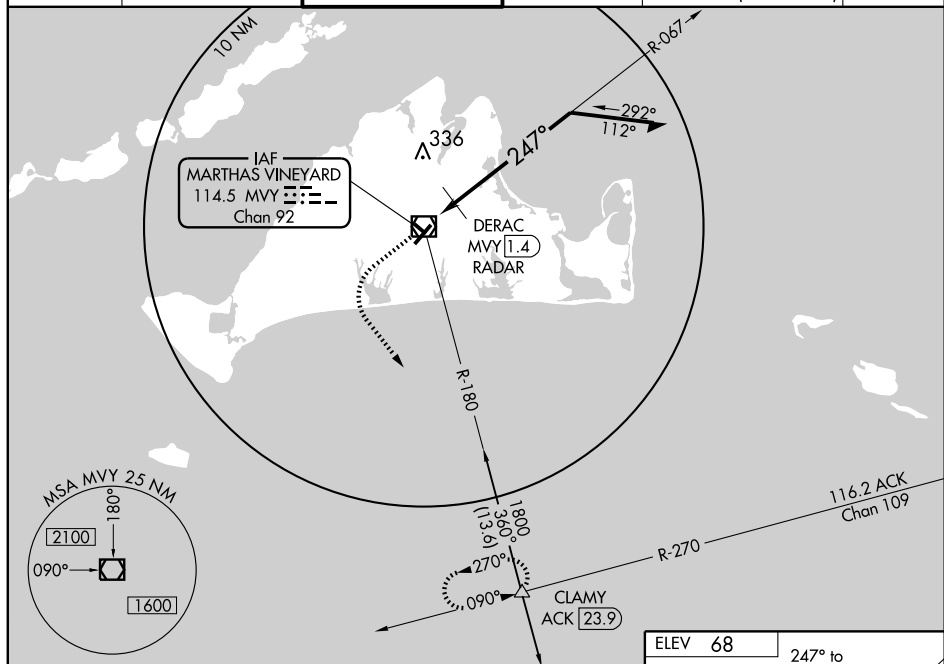 10 NM
R-067
292°
112°
247°
336
IAF
MARTHAS VINEYARD
114.5 MVY
Chan 92
DERAC
MVY 1.4
RADAR
R-180
MSA MVY 25 NM
180°
2100
090°
1600
1800
360°
(13.6)
116.2 ACK
Chan 109
R-270
270°
090°
CLAMY
ACK 23.9
ELEV 68
247° to